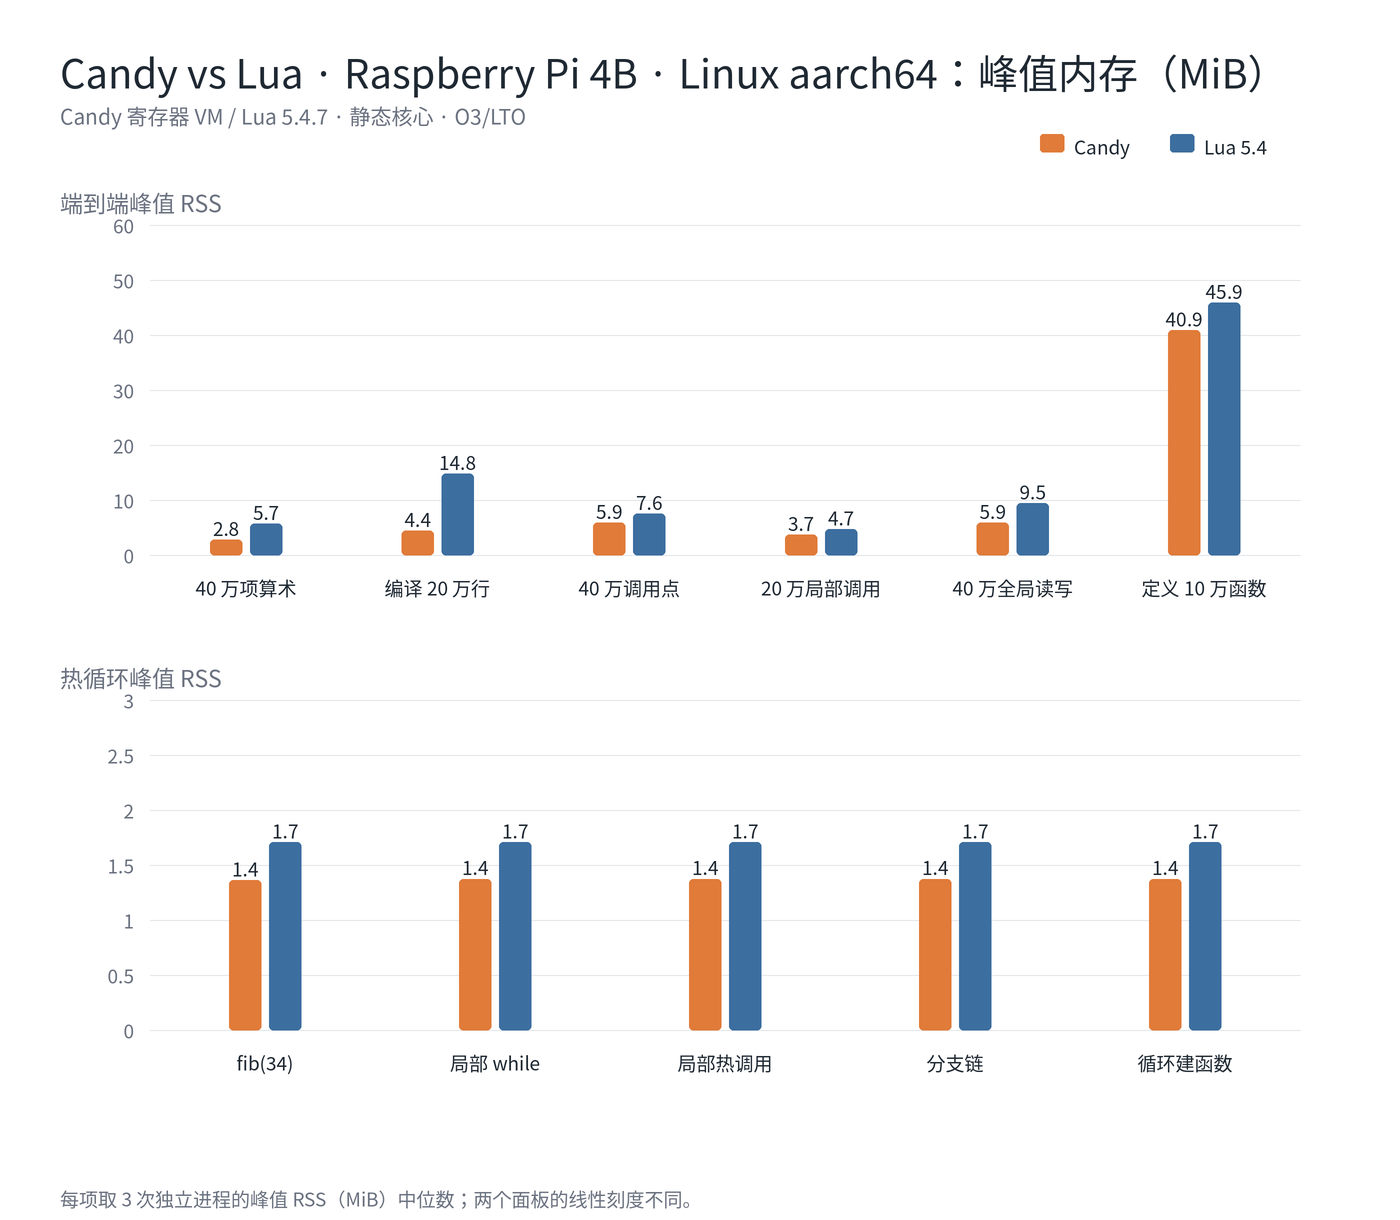 Candy vs Lua · Raspberry Pi 4B · Linux aarch64：峰值内存（MiB）
Candy 寄存器 VM / Lua 5.4.7 · 静态核心 · O3/LTO
Candy Lua 5.4
端到端峰值 RSS
60
50
45.9
40.9
40
30
20
14.8
10
9.5
7.6
5.9
5.9
5.7
4.7
4.4
3.7
2.8
0
40 万项算术 编译 20 万行 40 万调用点 20 万局部调用 40 万全局读写 定义 10 万函数
热循环峰值 RSS
3
2.5
2
1.7 1.7 1.7 1.7 1.7
1.5
1.4 1.4 1.4 1.4 1.4
1
0.5
0
fib(34) 局部 while 局部热调用 分支链 循环建函数
每项取 3 次独立进程的峰值 RSS（MiB）中位数；两个面板的线性刻度不同。